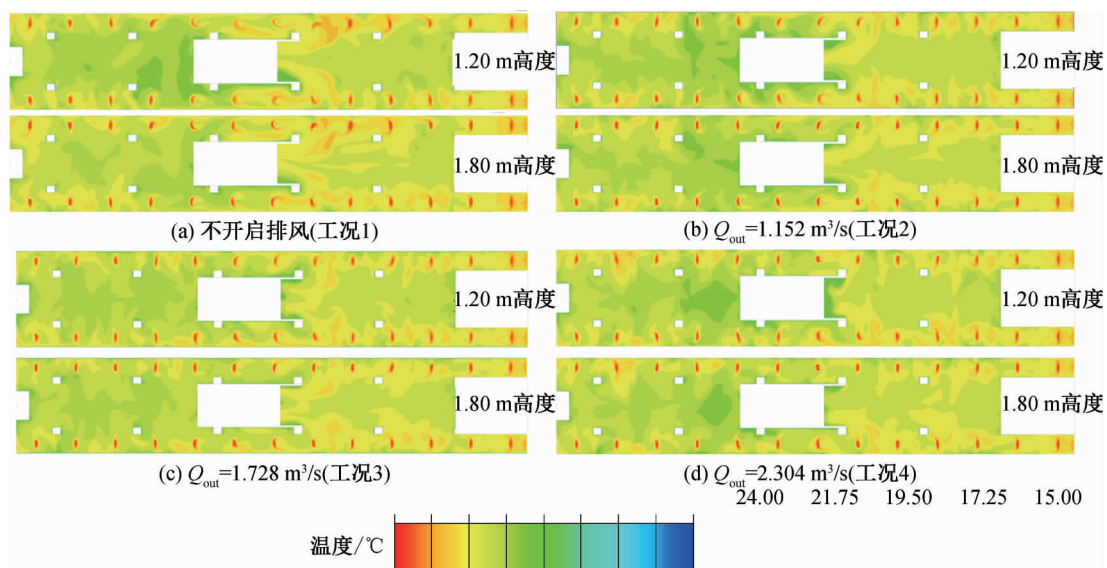 1.20 m高度
1.80 m高度
(a) 不开启排风(工况1)
1.20 m高度
1.80 m高度
(b) Qout=1.152 m³/s(工况2)
1.20 m高度
1.80 m高度
(c) Qout=1.728 m³/s(工况3)
1.20 m高度
1.80 m高度
(d) Qout=2.304 m³/s(工况4)
24.00 21.75 19.50 17.25 15.00
温度/℃